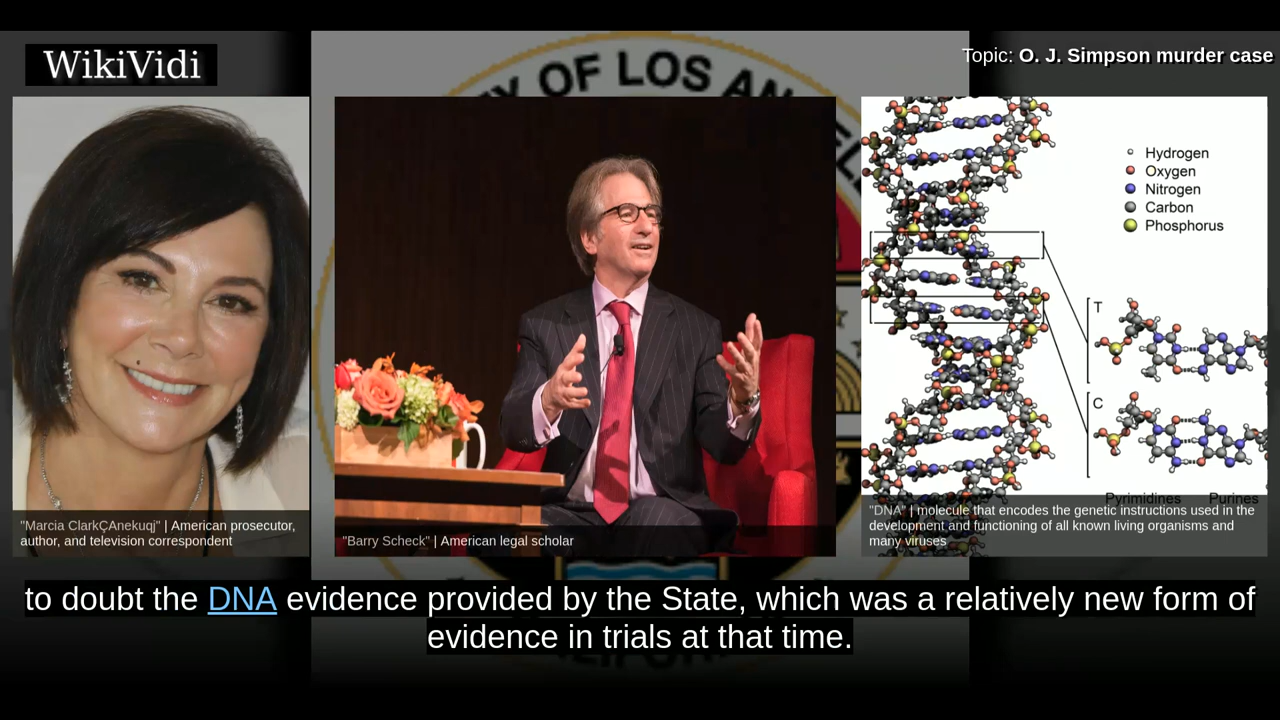 WikiVidi
Topic: O. J. Simpson murder case
TY OF LOS AN
"Marcia ClarkÇAnekuqj" | American prosecutor,
author, and television correspondent
"Barry Scheck" | American legal scholar
Hydrogen
Oxygen
Nitrogen
Carbon
Phosphorus
T
C
Pyrimidines Purines
"DNA" | molecule that encodes the genetic instructions used in the
development and functioning of all known living organisms and
many viruses
to doubt the DNA evidence provided by the State, which was a relatively new form of
evidence in trials at that time.